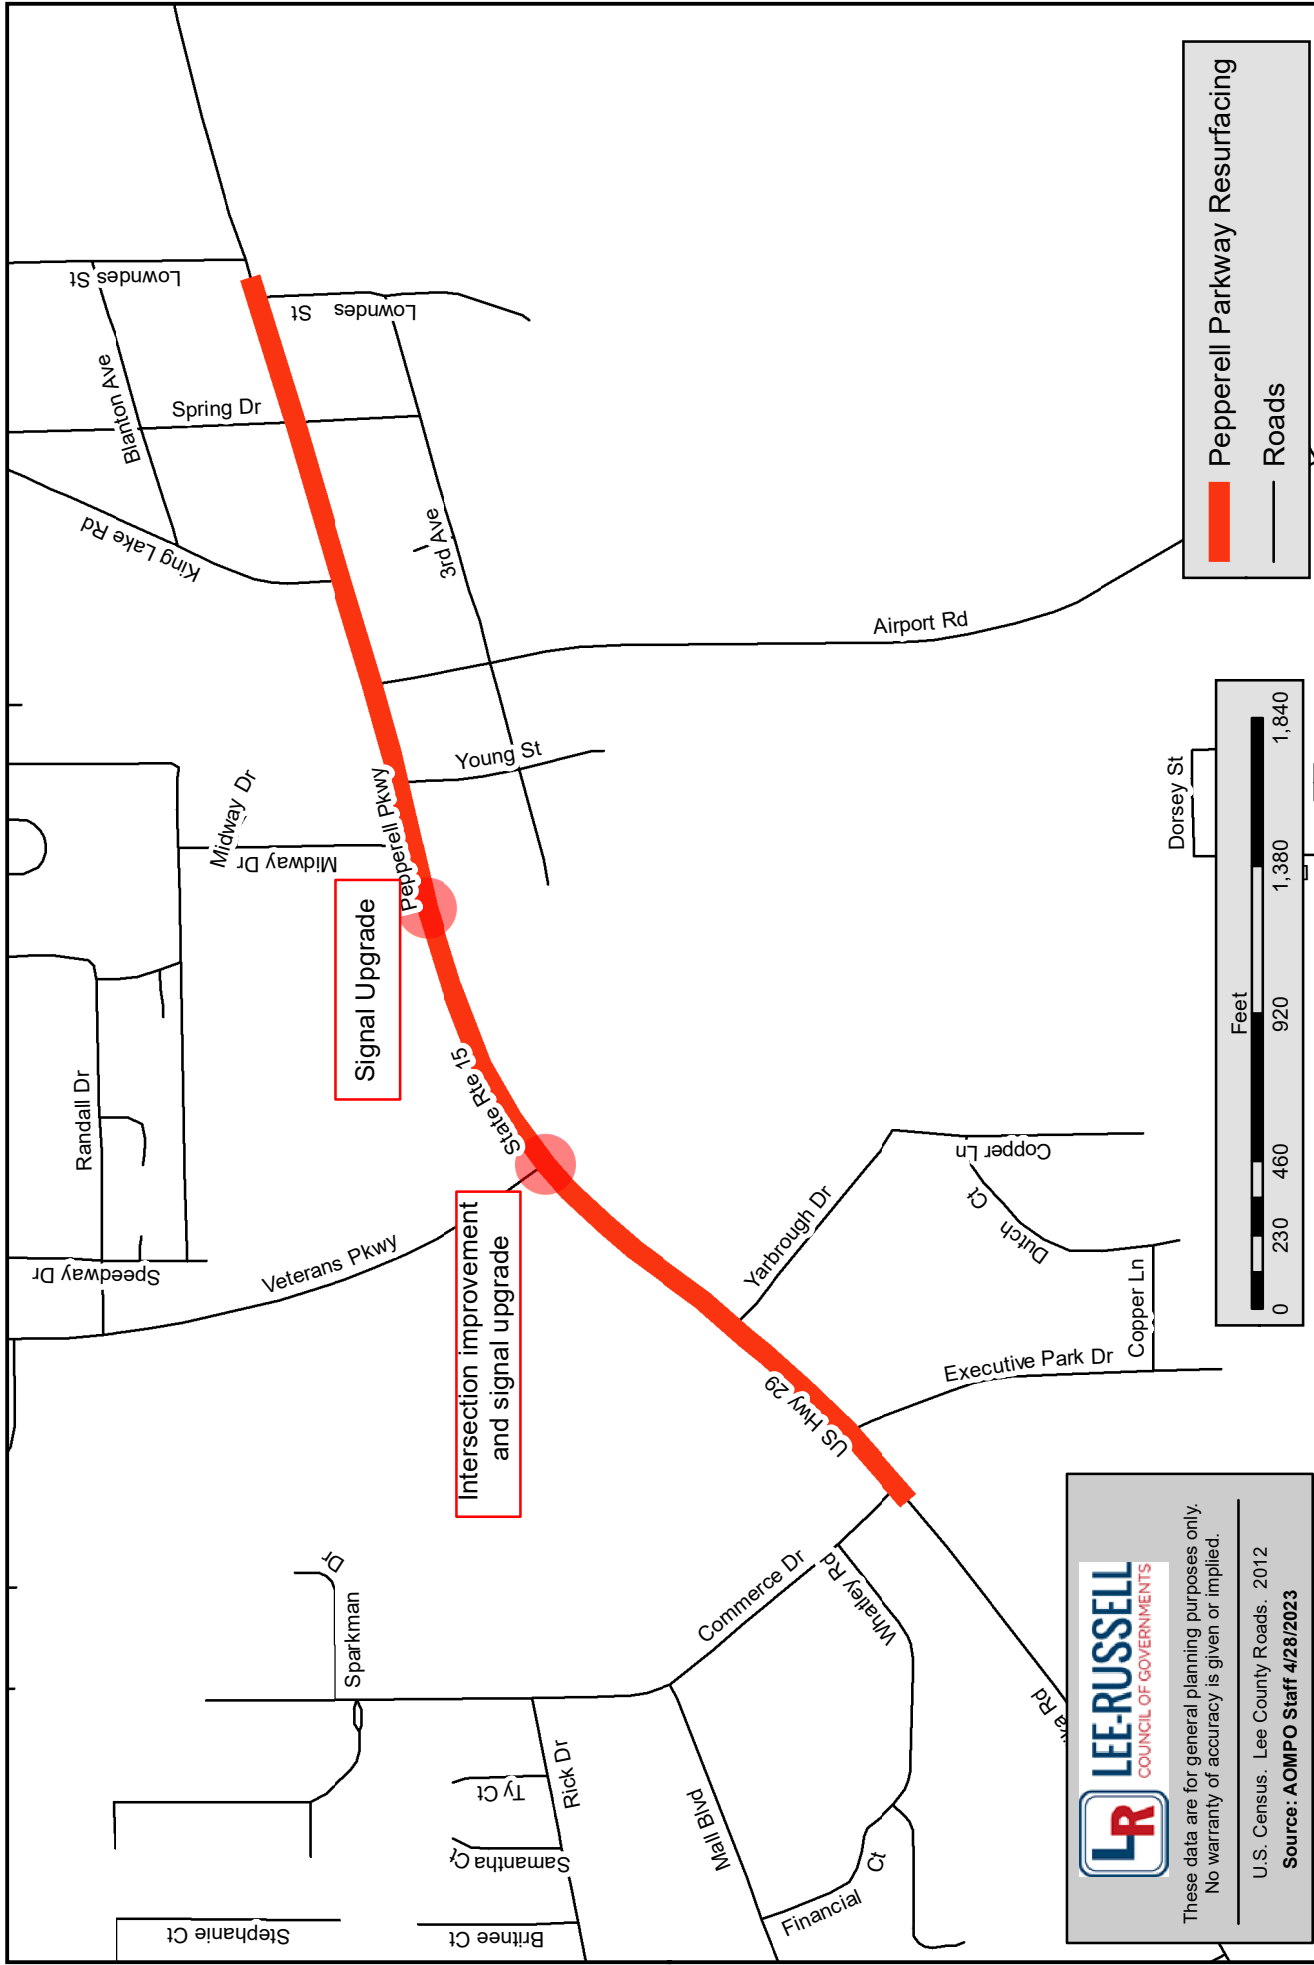 Lowndes St
Blanton Ave
Spring Dr
King Lake Rd
Lowndes St
3rd Ave
Airport Rd
Young St
Midway Dr
Midway Dr
Pepperell Pkwy
Signal Upgrade
State Rte 15
Randall Dr
Speedway Dr
Veterans Pkwy
Intersection improvement
and signal upgrade
Yarbrough Dr
Copper Ln
Dutch Ct
Copper Ln
Executive Park Dr
US Hwy 29
Dorsey St
Commerce Dr
Whatley Rd
Sparkman Dr
Rick Dr
Ty Ct
Samantha Ct
Stephanie Ct
Britnee Ct
Mall Blvd
Financial Ct
Rd
Pepperell Parkway Resurfacing
Roads
Feet
0 230 460 920 1,380 1,840
LR
LEE-RUSSELL
COUNCIL OF GOVERNMENTS
These data are for general planning purposes only.
No warranty of accuracy is given or implied.
U.S. Census. Lee County Roads. 2012
Source: AOMPO Staff 4/28/2023